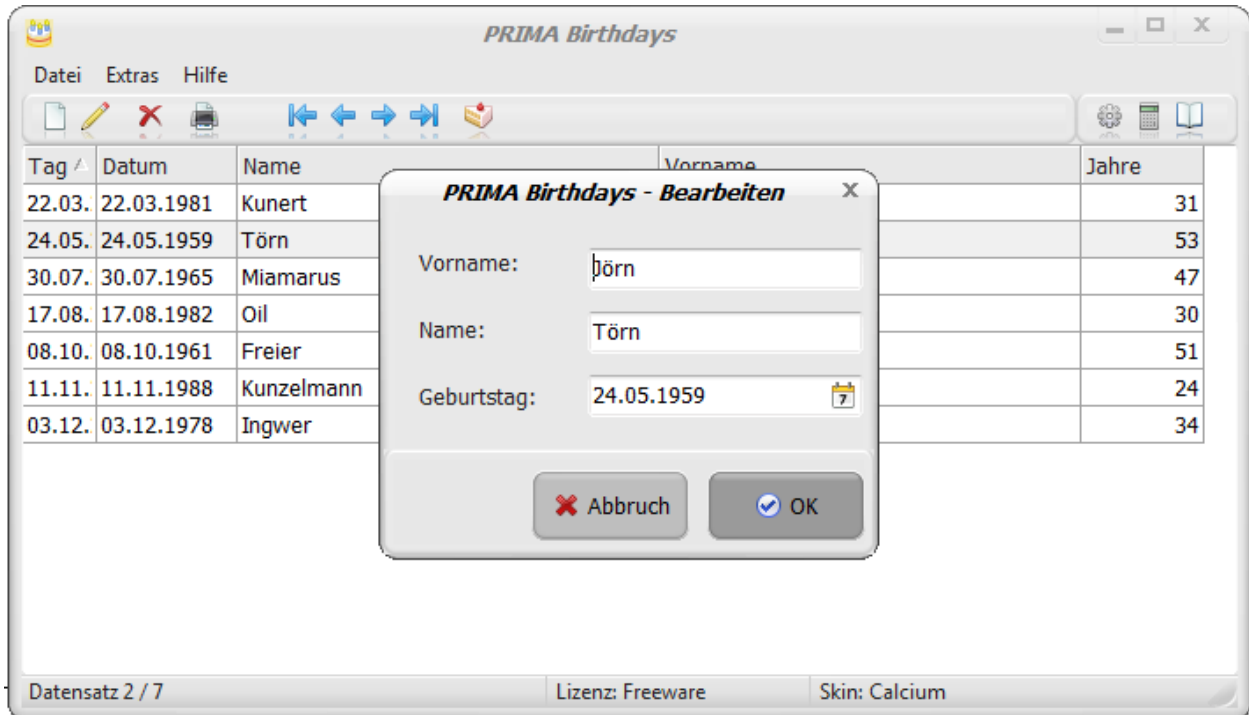 PRIMA Birthdays
Datei Extras Hilfe
Tag Datum Name Vorname Jahre
22.03. 22.03.1981 Kunert 31
24.05. 24.05.1959 Törn 53
30.07. 30.07.1965 Miamarus 47
17.08. 17.08.1982 Oil 30
08.10. 08.10.1961 Freier 51
11.11. 11.11.1988 Kunzelmann 24
03.12. 03.12.1978 Ingwer 34
PRIMA Birthdays - Bearbeiten
Vorname: Jörn
Name: Törn
Geburtstag: 24.05.1959
7
Abbruch OK
Datensatz 2 / 7 Lizenz: Freeware Skin: Calcium